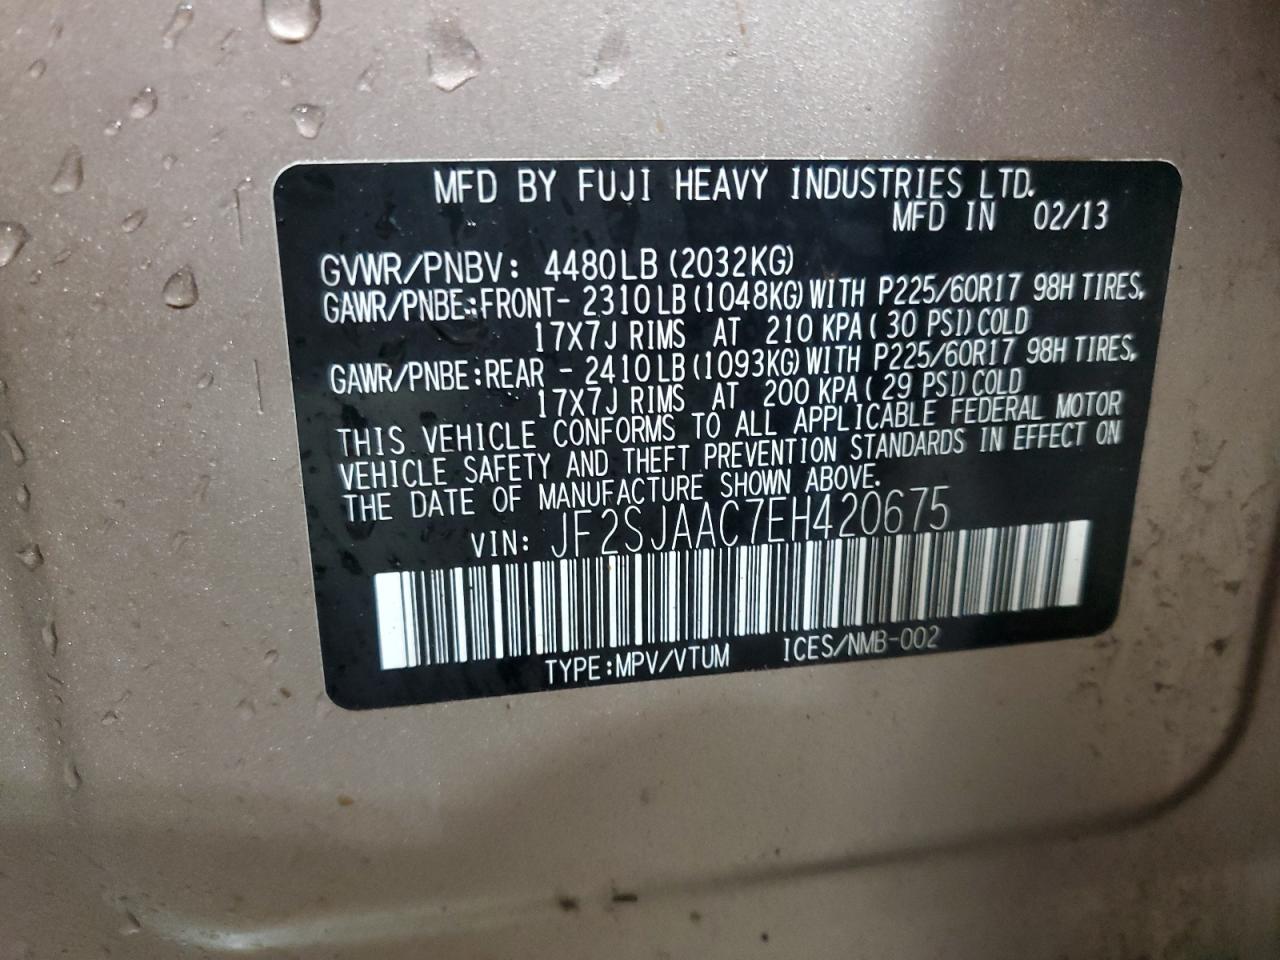 MFD BY FUJI HEAVY INDUSTRIES LTD.
MFD IN 02/13
GVWR/PNBV: 4480LB (2032KG)
GAWR/PNBE:FRONT- 2310LB (1048KG) WITH P225/60R17 98H TIRES,
17X7J RIMS AT 210 KPA ( 30 PSI) COLD
GAWR/PNBE:REAR - 2410LB (1093KG) WITH P225/60R17 98H TIRES,
17X7J RIMS AT 200 KPA ( 29 PSI) COLD
THIS VEHICLE CONFORMS TO ALL APPLICABLE FEDERAL MOTOR
VEHICLE SAFETY AND THEFT PREVENTION STANDARDS IN EFFECT ON
THE DATE OF MANUFACTURE SHOWN ABOVE.
VIN: JF2SJAAC7EH420675
TYPE:MPV/VTUM ICES/NMB-002